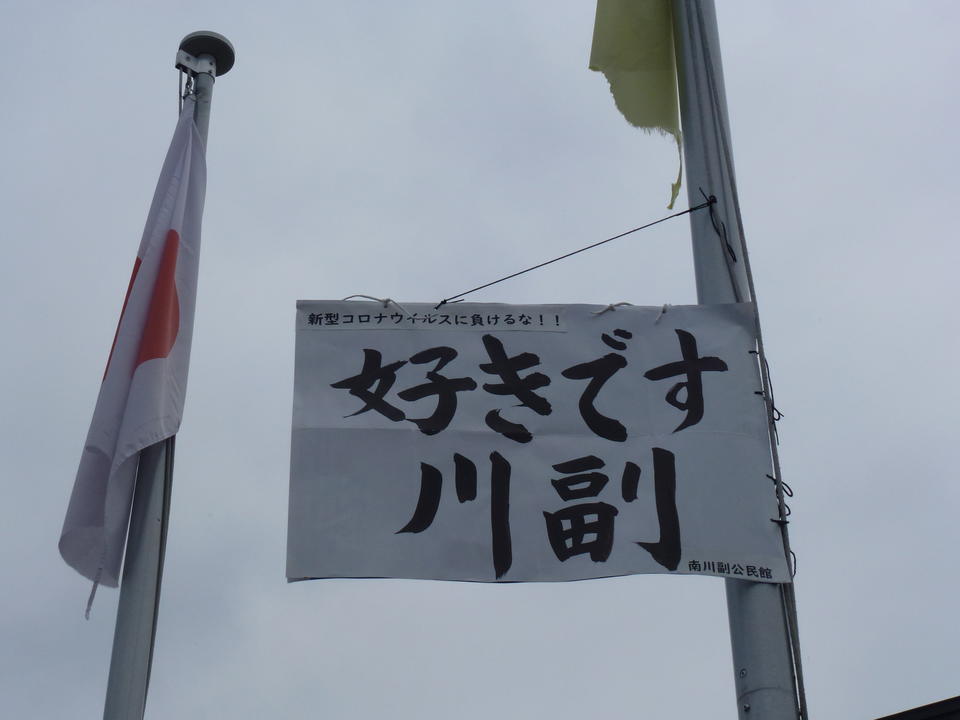 新型コロナウイルスに負けるな！！
好きです
川副
南川副公民館